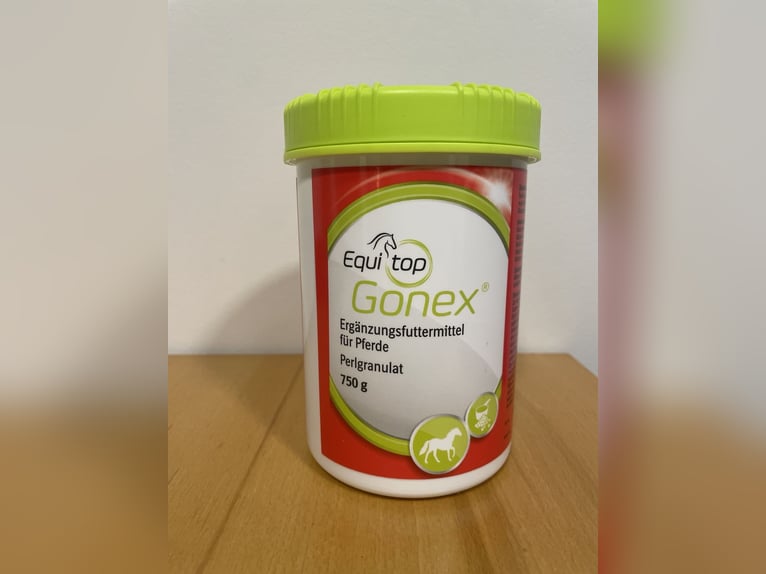 Equi top
Gonex®
Ergänzungsfuttermittel
für Pferde
Perlgranulat
750 g